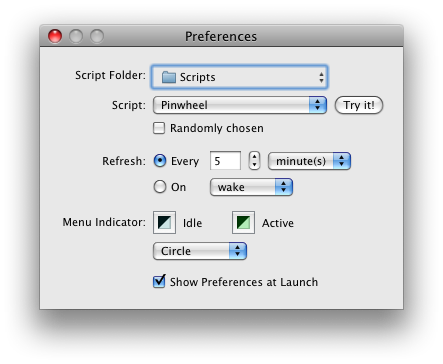 Preferences
Script Folder: Scripts
Script: Pinwheel Try it!
Randomly chosen
Refresh: Every 5 minute(s)
On wake
Menu Indicator: Idle Active
Circle
Show Preferences at Launch